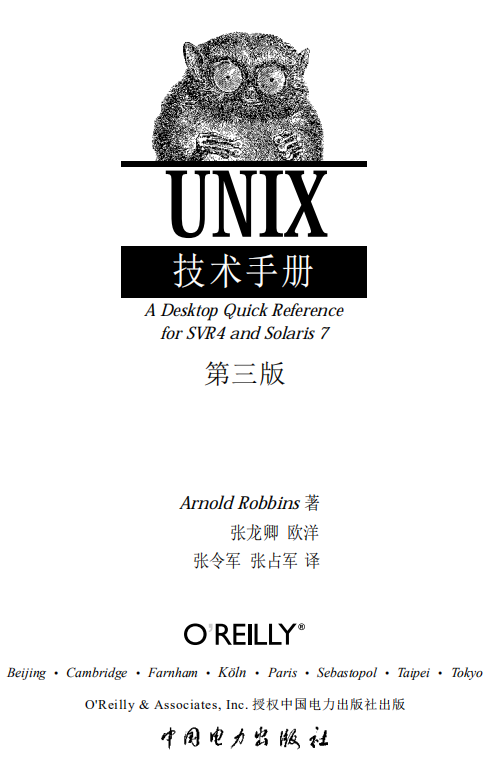 UNIX
技术手册
A Desktop Quick Reference
for SVR4 and Solaris 7
第三版
Arnold Robbins 著
张龙卿 欧洋
张令军 张占军 译
O'REILLY®
Beijing • Cambridge • Farnham • Köln • Paris • Sebastopol • Taipei • Tokyo
O'Reilly & Associates, Inc. 授权中国电力出版社出版
中国电力出版社